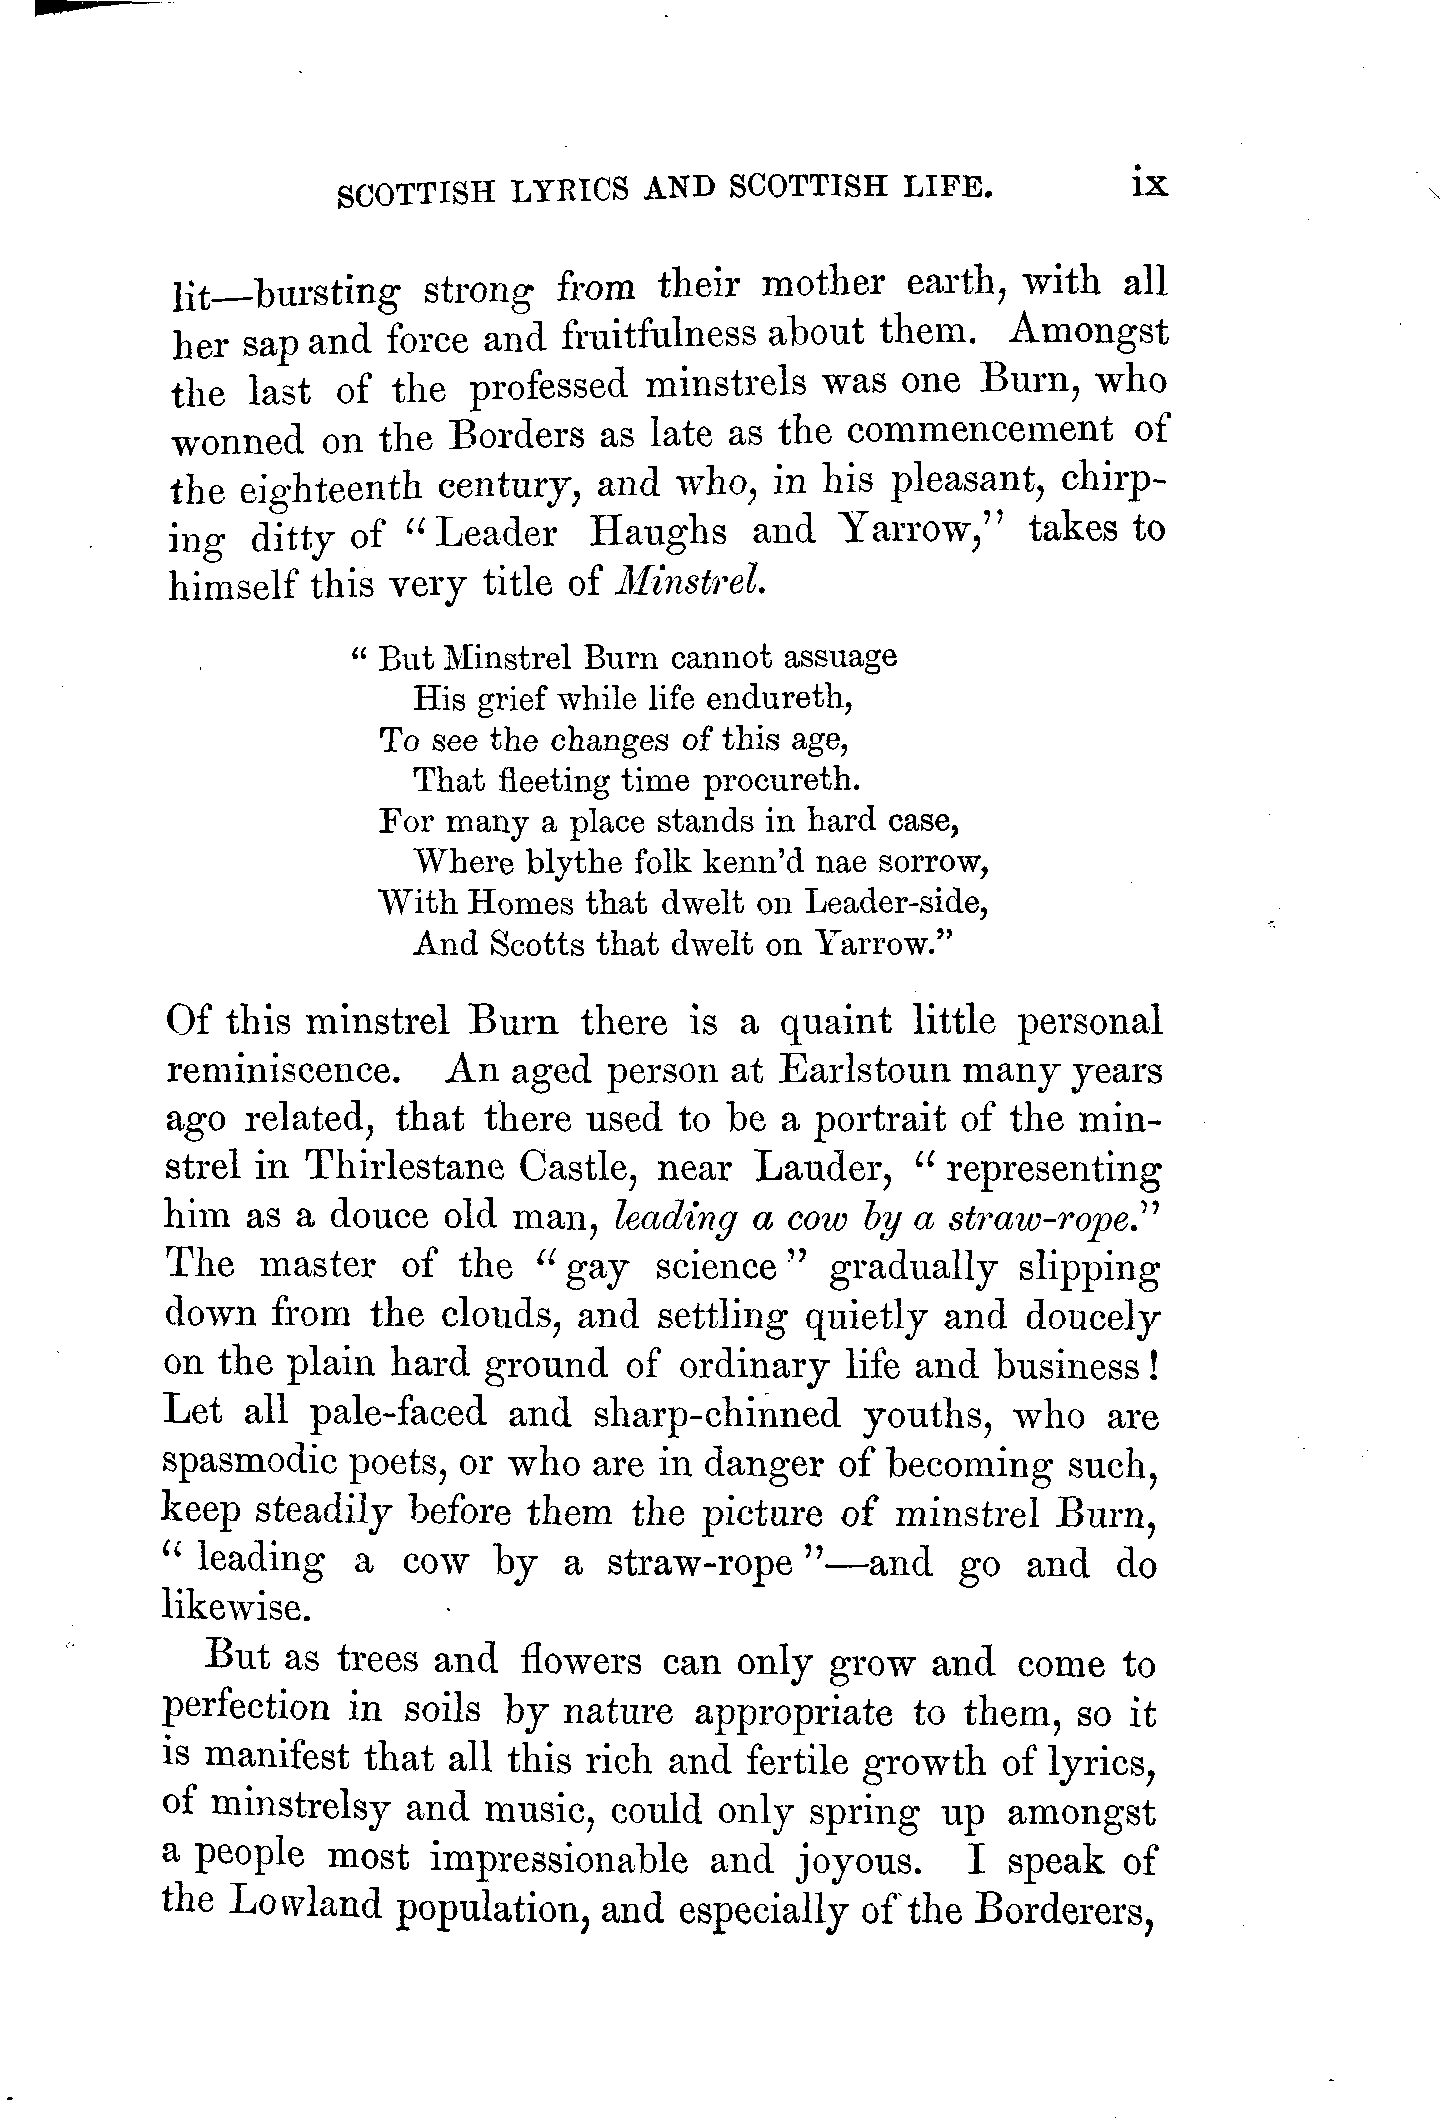 SCOTTISH LYRICS AND SCOTTISH LIFE. ix
lit—bursting strong from their mother earth, with all
her sap and force and fruitfulness about them. Amongst
the last of the professed minstrels was one Burn, who
wonned on the Borders as late as the commencement of
the eighteenth century, and who, in his pleasant, chirp-
ing ditty of "Leader Haughs and Yarrow," takes to
himself this very title of Minstrel.
"But Minstrel Burn cannot assuage
His grief while life endureth,
To see the changes of this age,
That fleeting time procureth.
For many a place stands in hard case,
Where blythe folk kenn'd nae sorrow,
With Homes that dwelt on Leader-side,
And Scotts that dwelt on Yarrow."
Of this minstrel Burn there is a quaint little personal
reminiscence. An aged person at Earlstoun many years
ago related, that there used to be a portrait of the min-
strel in Thirlestane Castle, near Lauder, "representing
him as a douce old man, leading a cow by a straw-rope."
The master of the "gay science" gradually slipping
down from the clouds, and settling quietly and doucely
on the plain hard ground of ordinary life and business!
Let all pale-faced and sharp-chinned youths, who are
spasmodic poets, or who are in danger of becoming such,
keep steadily before them the picture of minstrel Burn,
"leading a cow by a straw-rope"—and go and do
likewise.
But as trees and flowers can only grow and come to
perfection in soils by nature appropriate to them, so it
is manifest that all this rich and fertile growth of lyrics,
of minstrelsy and music, could only spring up amongst
a people most impressionable and joyous. I speak of
the Lowland population, and especially of the Borderers,